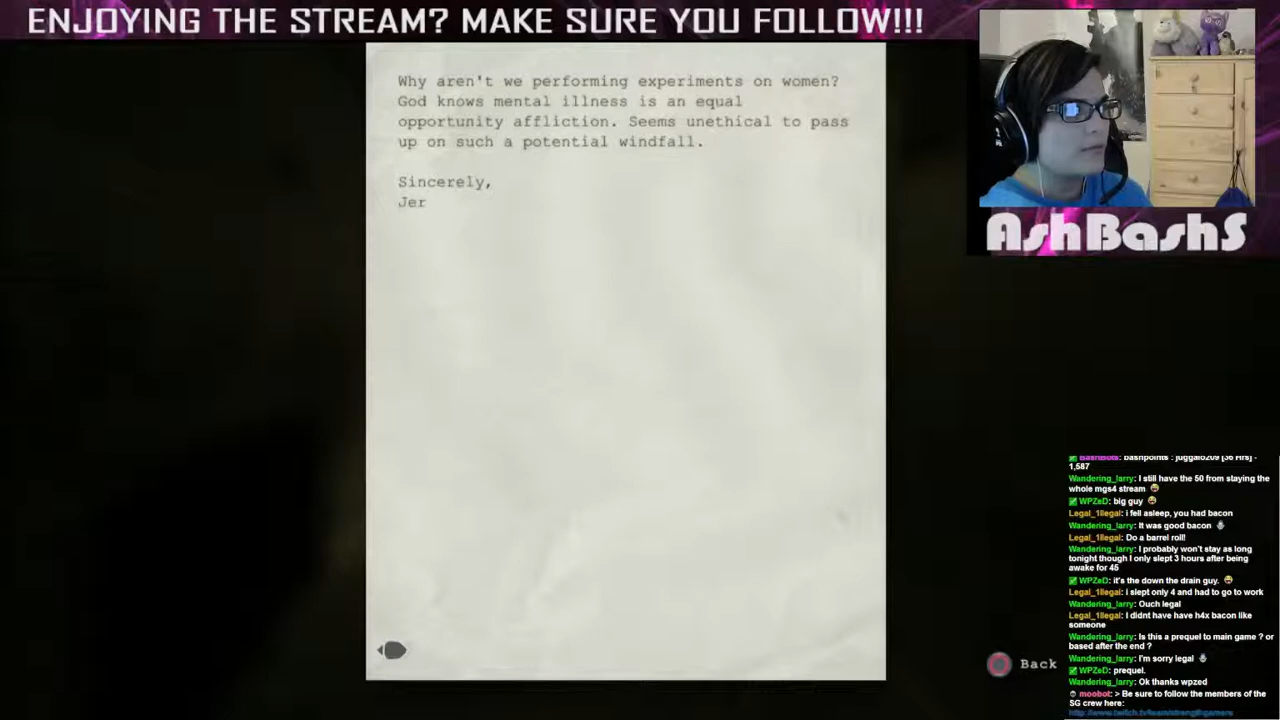 ENJOYING THE STREAM? MAKE SURE YOU FOLLOW!!!
Why aren't we performing experiments on women?
God knows mental illness is an equal
opportunity affliction. Seems unethical to pass
up on such a potential windfall.
Sincerely,
Jer
Back
AshBashS
BashBots: bashpoints : juggalo209 [36 Hrs] -
1,587
Wandering_larry: I still have the 50 from staying the
whole mgs4 stream
WPZeD: big guy
Legal_1llegal: i fell asleep, you had bacon
Wandering_larry: It was good bacon
Legal_1llegal: Do a barrel roll!
Wandering_larry: I probably won't stay as long
tonight though I only slept 3 hours after being
awake for 45
WPZeD: it's the down the drain guy.
Legal_1llegal: i slept only 4 and had to go to work
Wandering_larry: Ouch legal
Legal_1llegal: I didnt have have h4x bacon like
someone
Wandering_larry: Is this a prequel to main game ? or
based after the end ?
Wandering_larry: I'm sorry legal
WPZeD: prequel.
Wandering_larry: Ok thanks wpzed
moobot: > Be sure to follow the members of the
SG crew here: